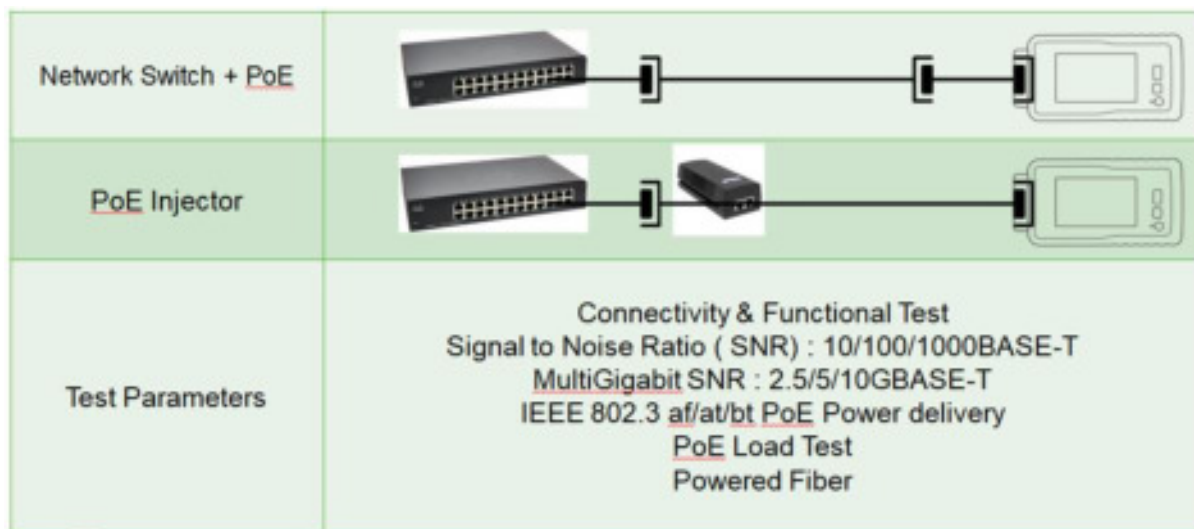 Network Switch + PoE
PoE Injector
Test Parameters
Connectivity & Functional Test
Signal to Noise Ratio ( SNR) : 10/100/1000BASE-T
MultiGigabit SNR : 2.5/5/10GBASE-T
IEEE 802.3 af/at/bt PoE Power delivery
PoE Load Test
Powered Fiber